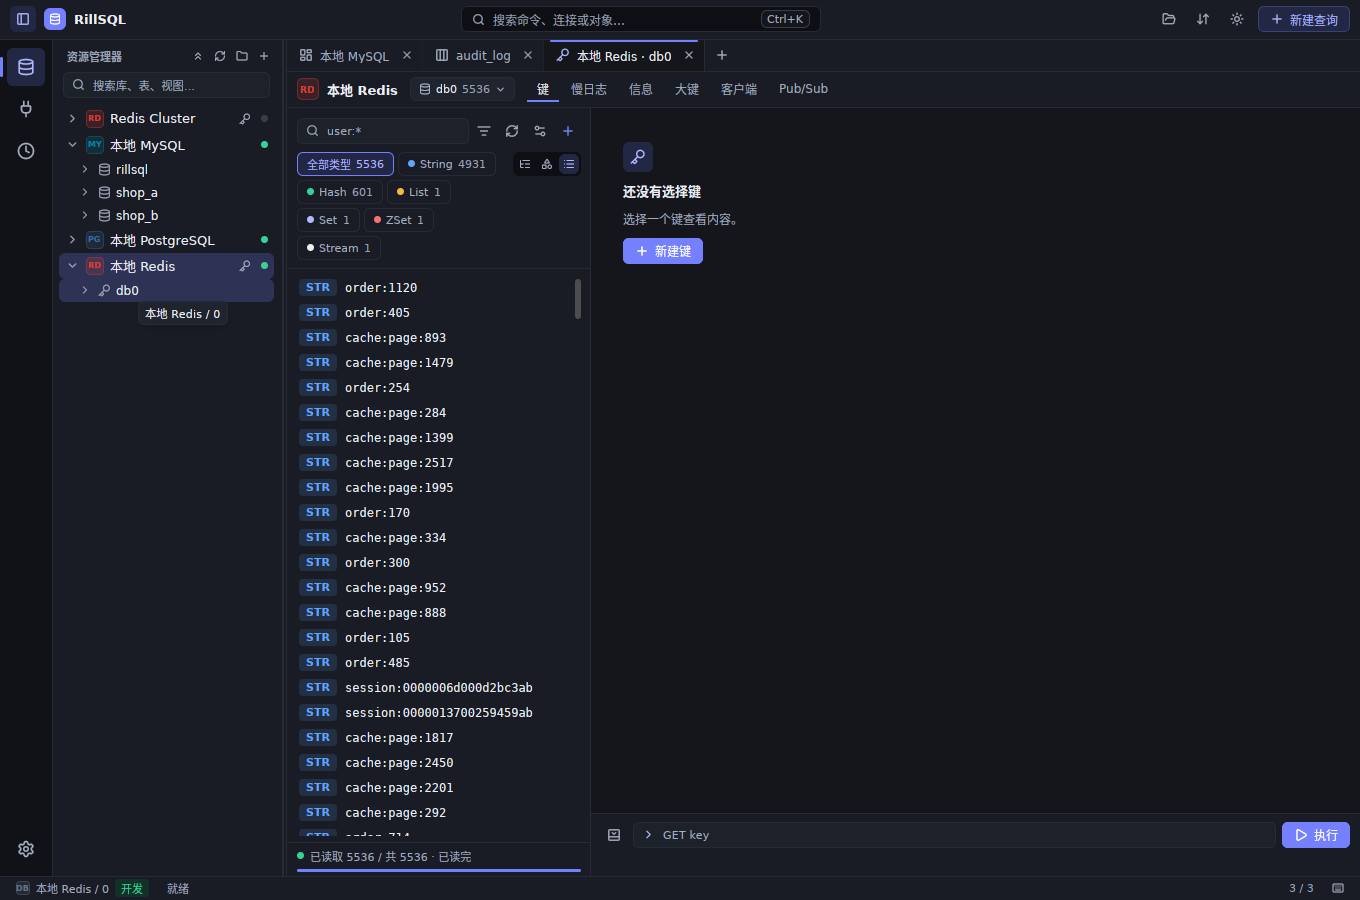 RillSQL
搜索命令、连接或对象... Ctrl+K
新建查询
资源管理器
搜索库、表、视图...
RD Redis Cluster
MY 本地 MySQL
rillsql
shop_a
shop_b
PG 本地 PostgreSQL
RD 本地 Redis
db0
本地 Redis / 0
本地 MySQL
audit_log
本地 Redis · db0
RD 本地 Redis
db0 5536
键 慢日志 信息 大键 客户端 Pub/Sub
user:*
全部类型 5536
String 4931
Hash 601
List 1
Set 1
ZSet 1
Stream 1
STR order:1120
STR order:405
STR cache:page:893
STR cache:page:1479
STR order:254
STR cache:page:284
STR cache:page:1399
STR cache:page:2517
STR cache:page:1995
STR order:170
STR cache:page:334
STR order:300
STR cache:page:952
STR cache:page:888
STR order:105
STR order:485
STR session:0000006d000d2bc3ab
STR session:0000013700259459ab
STR cache:page:1817
STR cache:page:2450
STR cache:page:2201
STR cache:page:292
STR order:714
已读取 5536 / 共 5536 · 已读完
还没有选择键
选择一个键查看内容。
新建键
GET key
执行
DB 本地 Redis / 0 开发 就绪
3 / 3